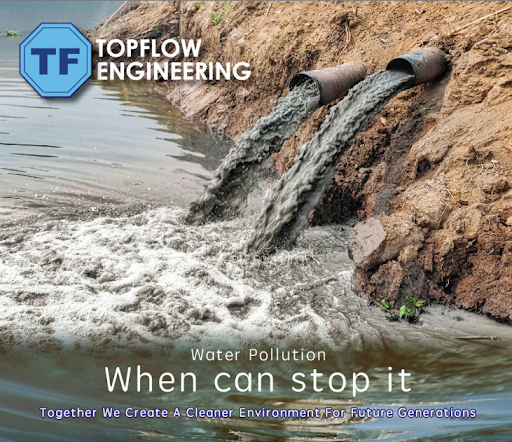 TF
TOPFLOW
ENGINEERING
Water Pollution
When can stop it
Together We Create A Cleaner Environment For Future Generations